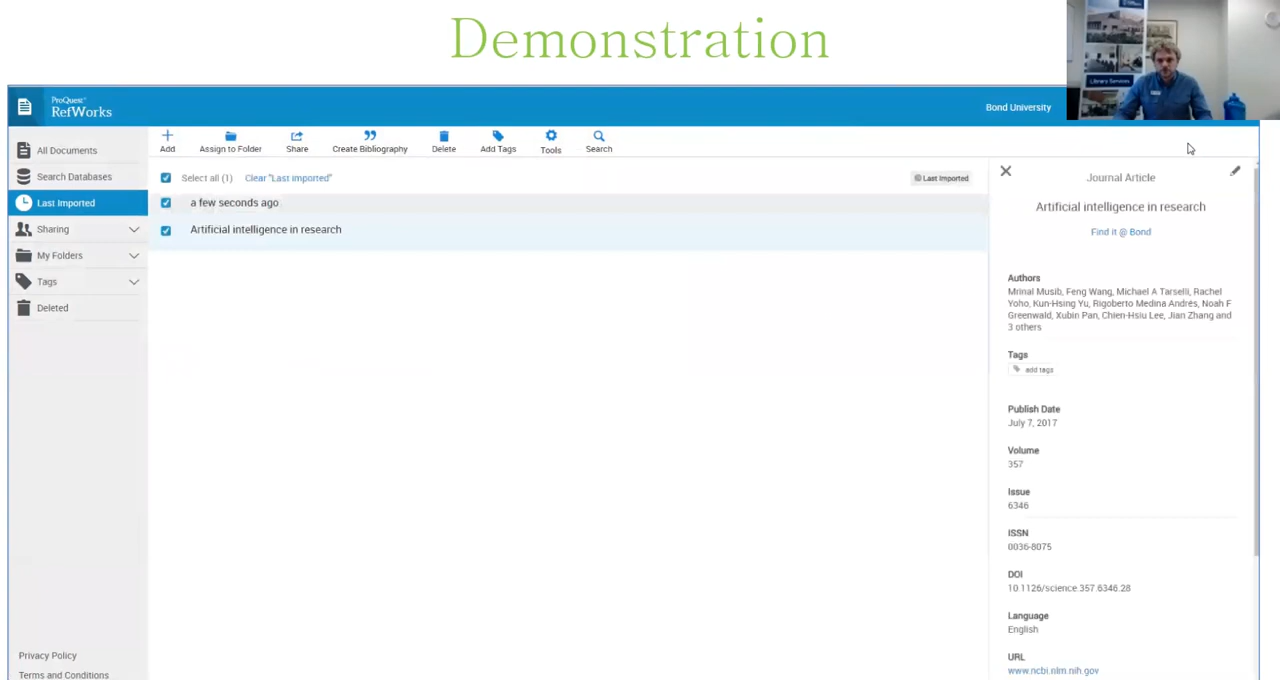 Demonstration
Library Services
ProQuest®
RefWorks
Bond University
Add
Assign to Folder
Share
Create Bibliography
Delete
Add Tags
Tools
Search
All Documents
Search Databases
Last Imported
Sharing
My Folders
Tags
Deleted
Privacy Policy
Terms and Conditions
Select all (1) Clear "Last imported"
Last Imported
a few seconds ago
Artificial intelligence in research
Journal Article
Artificial intelligence in research
Find it @ Bond
Authors
Mrinal Musib, Feng Wang, Michael A Tarselli, Rachel
Yoho, Kun-Hsing Yu, Rigoberto Medina Andrés, Noah F
Greenwald, Xubin Pan, Chien-Hsiu Lee, Jian Zhang and
3 others
Tags
add tags
Publish Date
July 7, 2017
Volume
357
Issue
6346
ISSN
0036-8075
DOI
10.1126/science.357.6346.28
Language
English
URL
www.ncbi.nlm.nih.gov